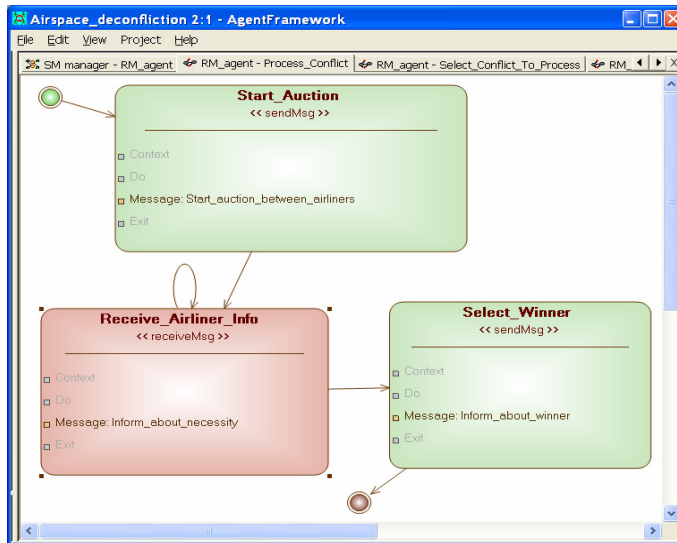 Airspace_deconfliction 2:1 - AgentFramework
File Edit View Project Help
SM manager - RM_agent RM_agent - Process_Conflict RM_agent - Select_Conflict_To_Process RM_
Start_Auction
<< sendMsg >>
Context
Do
Message: Start_auction_between_airliners
Exit
Receive_Airliner_Info
<< receiveMsg >>
Context
Do
Message: Inform_about_necessity
Exit
Select_Winner
<< sendMsg >>
Context
Do
Message: Inform_about_winner
Exit